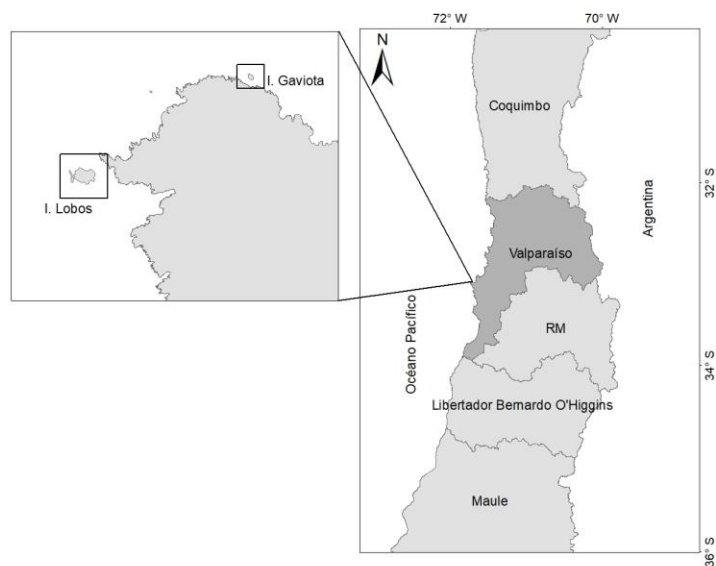 72° W
70° W
N
I. Gaviota
I. Lobos
Coquimbo
32° S
Argentina
Valparaíso
RM
Océano Pacífico
34° S
Libertador Bernardo O'Higgins
Maule
36° S